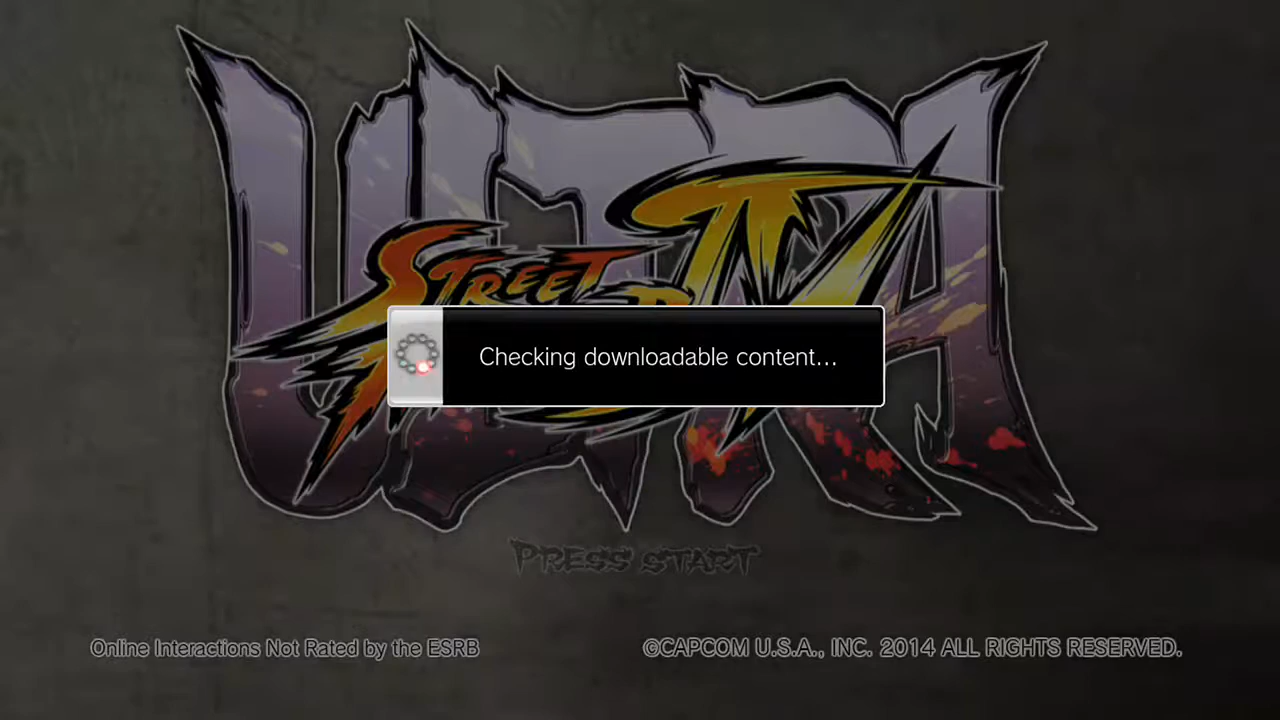 ULTRA
STREET
IV
Checking downloadable content...
PRESS START
Online Interactions Not Rated by the ESRB
©CAPCOM U.S.A., INC. 2014 ALL RIGHTS RESERVED.